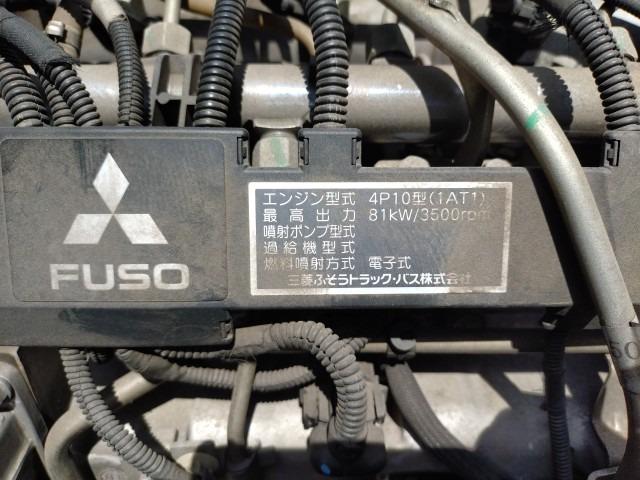 エンジン型式 4P10型(1AT1)
最高出力 81kW/3500rpm
噴射ポンプ型式
過給機型式
燃料噴射方式 電子式
三菱ふそうトラック・バス株式会社
FUSO